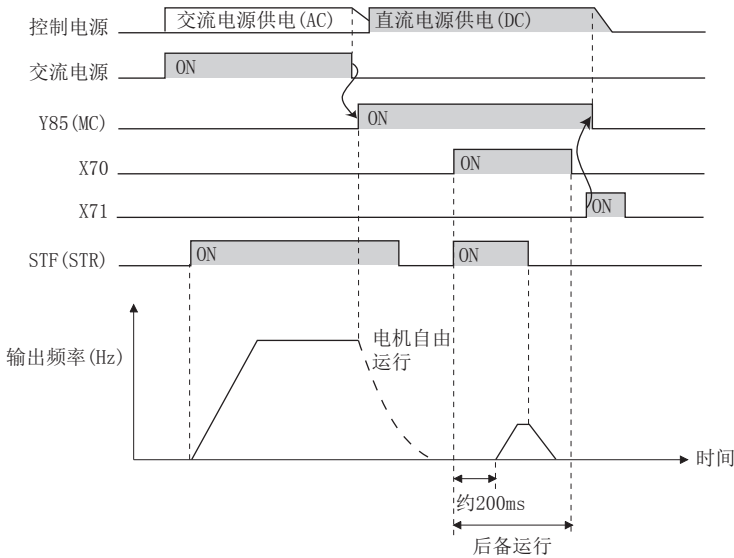 控制电源
交流电源供电(AC)
直流电源供电(DC)
交流电源
ON
Y85(MC)
ON
X70
ON
X71
ON
STF(STR)
ON
ON
输出频率(Hz)
电机自由
运行
时间
约200ms
后备运行